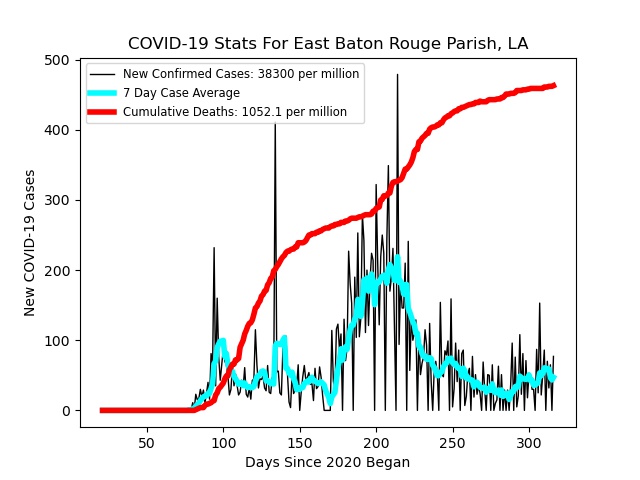 COVID-19 Stats For East Baton Rouge Parish, LA
New Confirmed Cases: 38300 per million
7 Day Case Average
Cumulative Deaths: 1052.1 per million
New COVID-19 Cases
500
400
300
200
100
0
50
100
150
200
250
300
Days Since 2020 Began